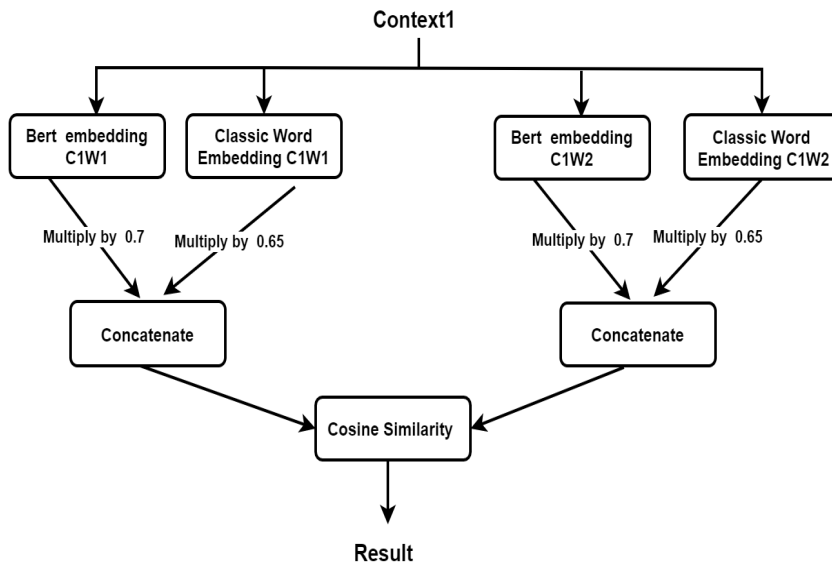 Context1
Bert embedding
C1W1
Classic Word
Embedding C1W1
Bert embedding
C1W2
Classic Word
Embedding C1W2
Multiply by 0.7
Multiply by 0.65
Multiply by 0.7
Multiply by 0.65
Concatenate
Concatenate
Cosine Similarity
Result